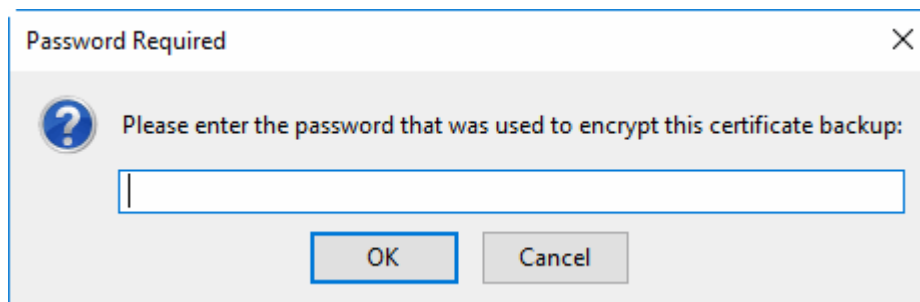 Password Required
Please enter the password that was used to encrypt this certificate backup:
OK
Cancel